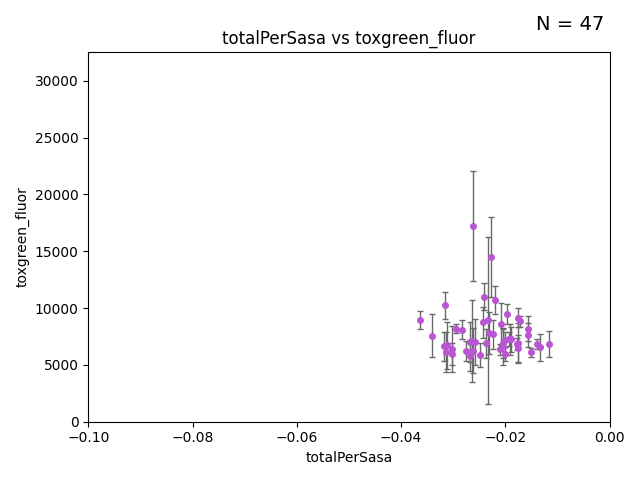 N = 47
totalPerSasa vs toxgreen_fluor
30000
25000
20000
15000
10000
5000
0
toxgreen_fluor
−0.10 −0.08 −0.06 −0.04 −0.02 0.00
totalPerSasa